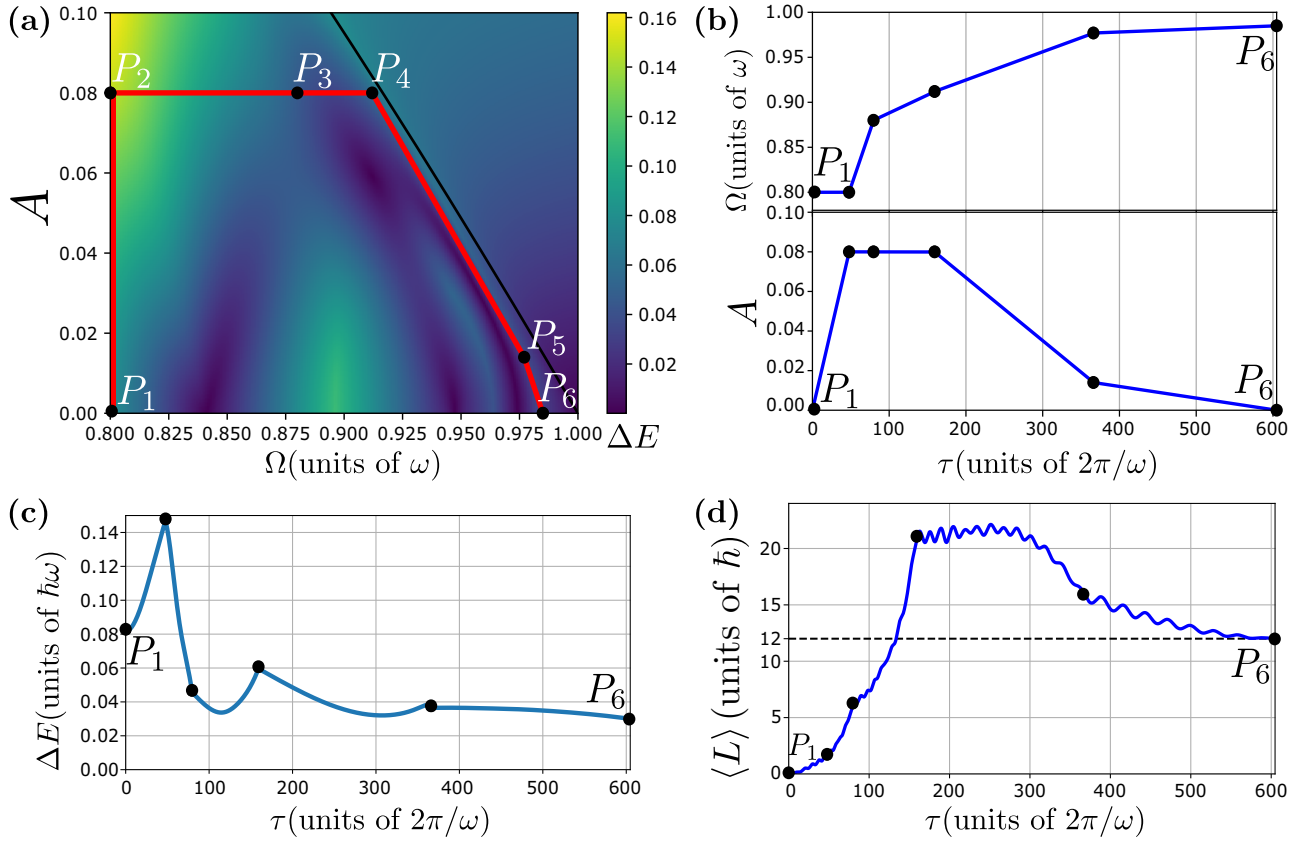 (a)
0.10
0.08
0.06
0.04
0.02
0.00
A
P2
P3
P4
P1
P5
P6
0.800 0.825 0.850 0.875 0.900 0.925 0.950 0.975 1.000
Ω(units of ω)
0.16
0.14
0.12
0.10
0.08
0.06
0.04
0.02
ΔE
(b)
1.00
0.95
0.90
0.85
0.80
Ω(units of ω)
P1
P6
0.10
0.08
0.06
0.04
0.02
0.00
A
P1
P6
0 100 200 300 400 500 600
τ(units of 2π/ω)
(c)
0.14
0.12
0.10
0.08
0.06
0.04
0.02
0.00
ΔE(units of ħω)
P1
P6
0 100 200 300 400 500 600
τ(units of 2π/ω)
(d)
20
15
12
10
5
0
⟨L⟩(units of ħ)
P1
P6
0 100 200 300 400 500 600
τ(units of 2π/ω)